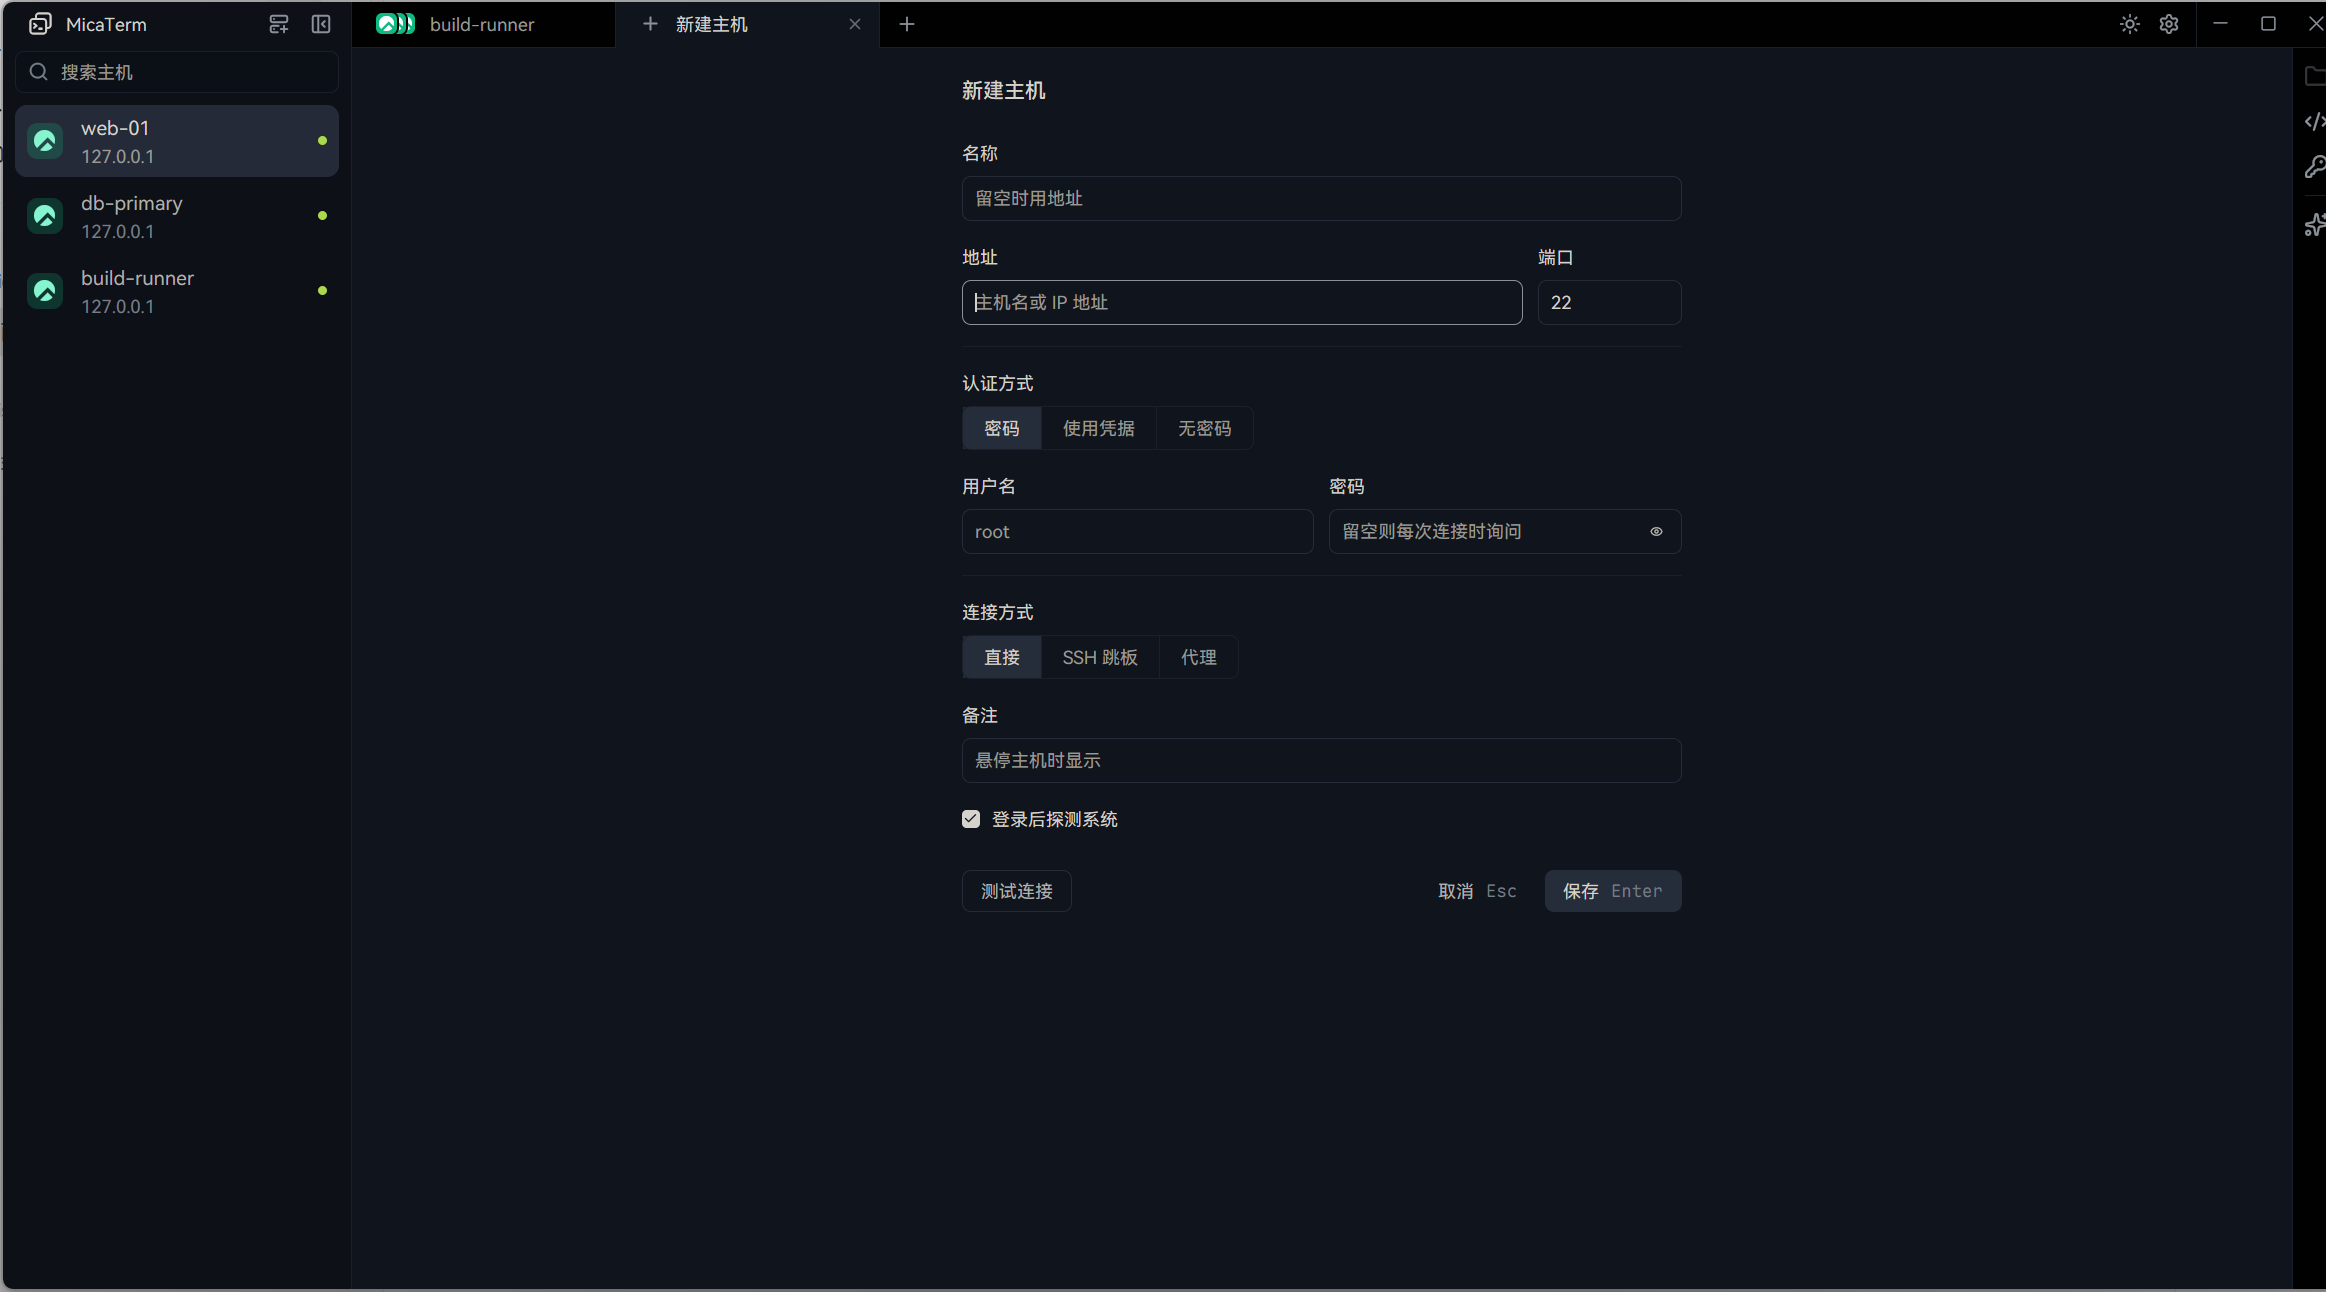 MicaTerm
build-runner
新建主机
搜索主机
web-01
127.0.0.1
db-primary
127.0.0.1
build-runner
127.0.0.1
新建主机
名称
留空时用地址
地址 端口
主机名或 IP 地址 22
认证方式
密码 使用凭据 无密码
用户名 密码
root 留空则每次连接时询问
连接方式
直接 SSH 跳板 代理
备注
悬停主机时显示
登录后探测系统
测试连接 取消 Esc 保存 Enter